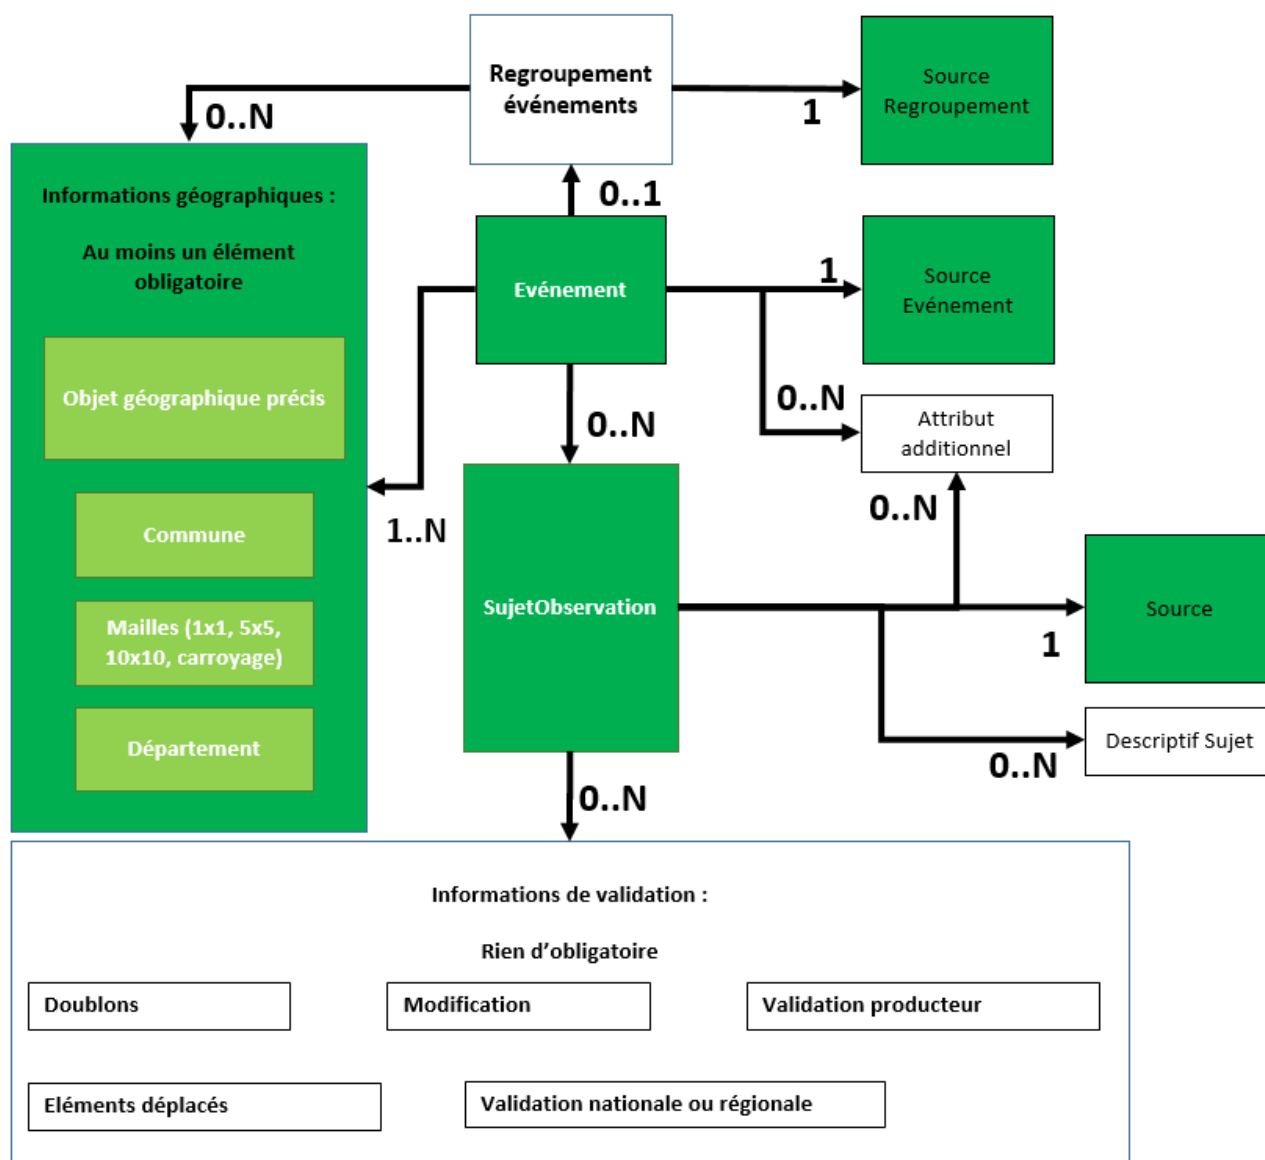 Regroupement
événements
Source
Regroupement
0..N
1
Informations géographiques :
Au moins un élément
obligatoire
0..1
Evénement
1
Source
Evénement
Objet géographique précis
0..N
0..N
Attribut
additionnel
Commune
1..N
0..N
SujetObservation
Source
Mailles (1x1, 5x5,
10x10, carroyage)
1
Département
Descriptif Sujet
0..N
0..N
Informations de validation :
Rien d’obligatoire
Doublons
Modification
Validation producteur
Eléments déplacés
Validation nationale ou régionale